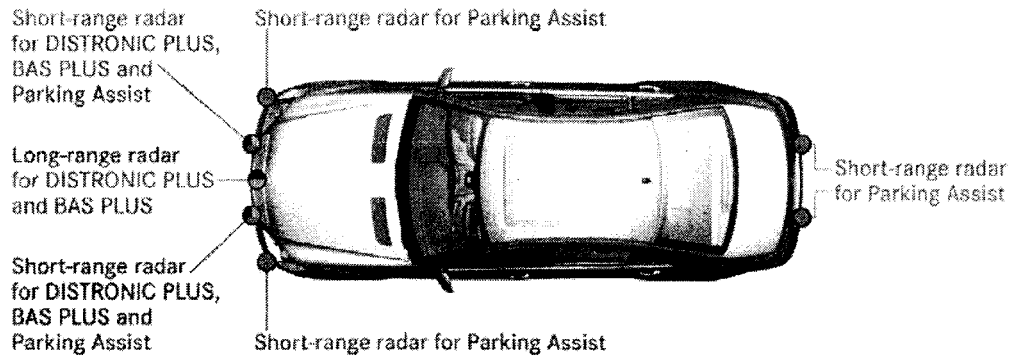 Short-range radar
for DISTRONIC PLUS,
BAS PLUS and
Parking Assist
Short-range radar for Parking Assist
Long-range radar
for DISTRONIC PLUS
and BAS PLUS
Short-range radar
for Parking Assist
Short-range radar
for DISTRONIC PLUS,
BAS PLUS and
Parking Assist
Short-range radar for Parking Assist